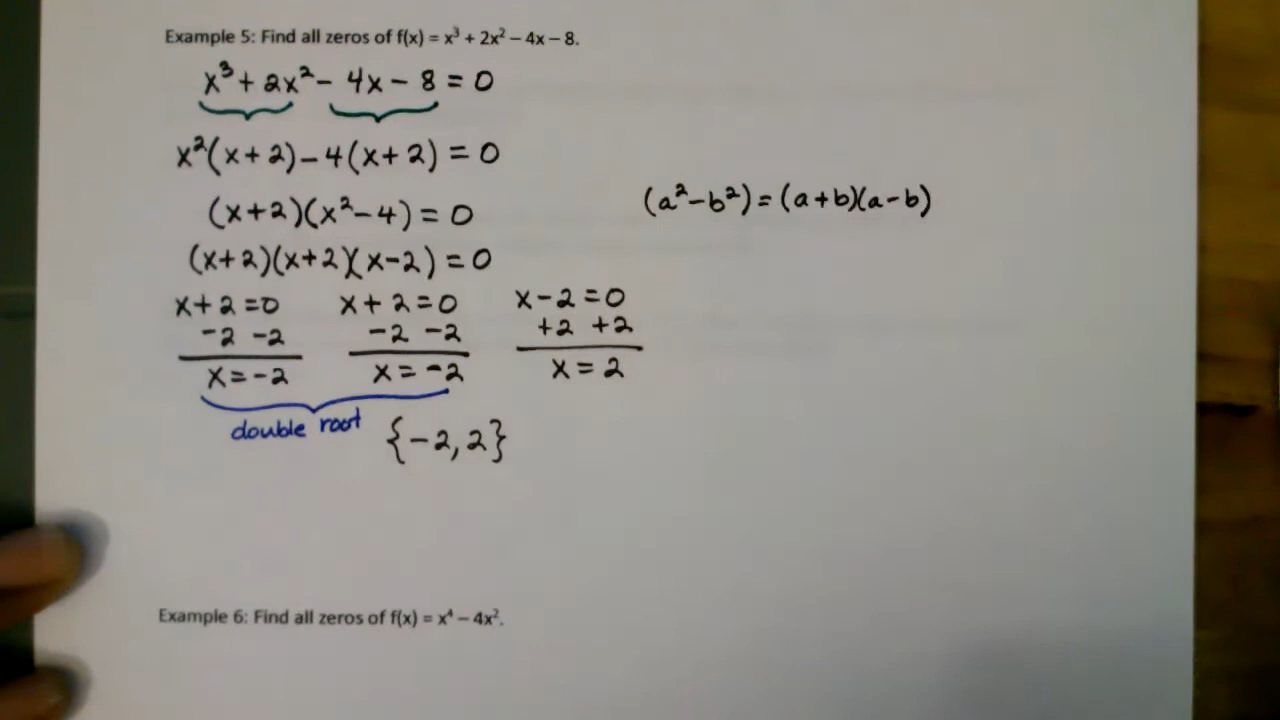 Example 5: Find all zeros of f(x) = x³ + 2x² – 4x – 8.
x³ + 2x² – 4x – 8 = 0
x²(x+2) – 4(x+2) = 0
(x+2)(x²–4) = 0
(a²–b²) = (a+b)(a–b)
(x+2)(x+2)(x–2) = 0
x+2=0 x+2=0 x–2=0
–2 –2 –2 –2 +2 +2
x=–2 x=–2 x=2
double root
{–2,2}
Example 6: Find all zeros of f(x) = x⁴ – 4x².